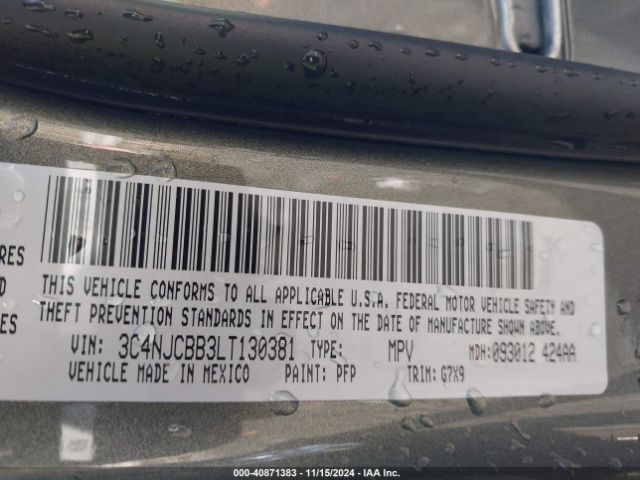 RES
D
ES
THIS VEHICLE CONFORMS TO ALL APPLICABLE U.S.A. FEDERAL MOTOR VEHICLE SAFETY AND
THEFT PREVENTION STANDARDS IN EFFECT ON THE DATE OF MANUFACTURE SHOWN ABOVE.
VIN: 3C4NJCBB3LT130381 TYPE: MPV MDH: 093012 424AA
VEHICLE MADE IN MEXICO PAINT: PFP TRIM: G7X9
000-40871383 - 11/15/2024 - IAA Inc.